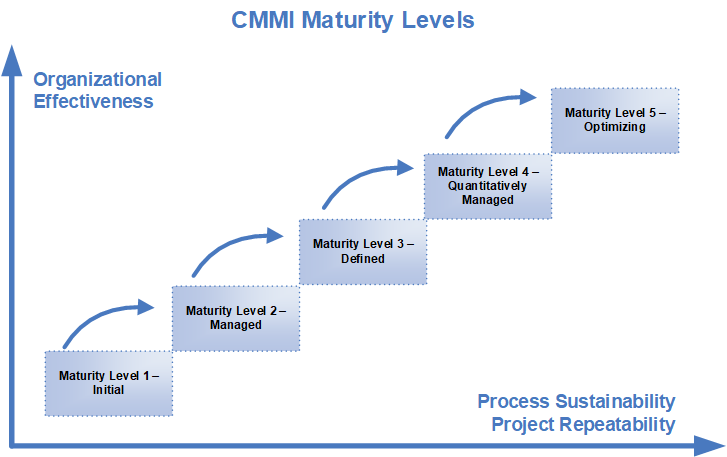 CMMI Maturity Levels
Organizational
Effectiveness
Maturity Level 5 –
Optimizing
Maturity Level 4 –
Quantitatively
Managed
Maturity Level 3 –
Defined
Maturity Level 2 –
Managed
Maturity Level 1 –
Initial
Process Sustainability
Project Repeatability